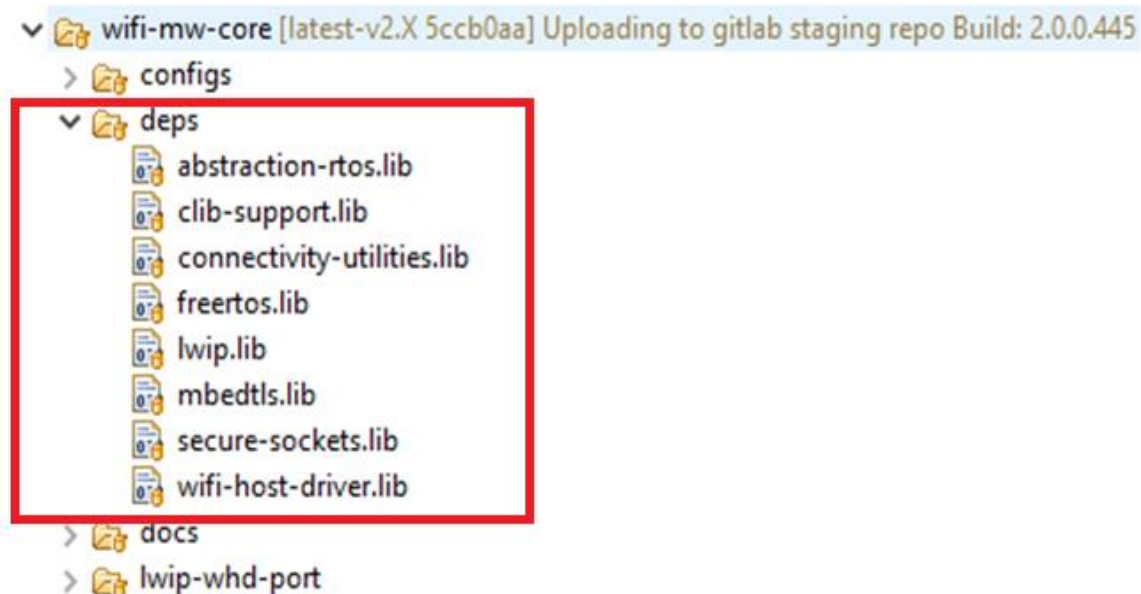 wifi-mw-core [latest-v2.X 5ccb0aa] Uploading to gitlab staging repo Build: 2.0.0.445
configs
deps
abstraction-rtos.lib
clib-support.lib
connectivity-utilities.lib
freertos.lib
lwip.lib
mbedtls.lib
secure-sockets.lib
wifi-host-driver.lib
docs
lwip-whd-port